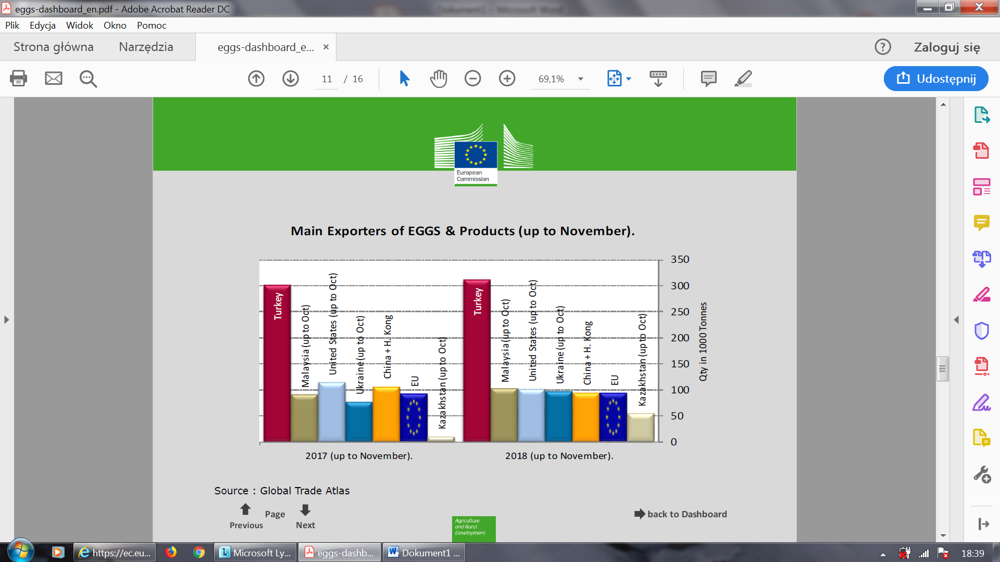 eggs-dashboard_en.pdf - Adobe Acrobat Reader DC
Plik Edycja Widok Okno Pomoc
Strona główna Narzędzia eggs-dashboard_e... × ? Zaloguj się
11 / 16 69,1% Udostępnij
European
Commission
Main Exporters of EGGS & Products (up to November).
350
300
250
200
150
100
50
0
Qty in 1000 Tonnes
Turkey
Malaysia (up to Oct)
United States (up to Oct)
Ukraine (up to Oct)
China + H. Kong
EU
Kazakhstan (up to Oct)
Turkey
Malaysia (up to Oct)
United States (up to Oct)
Ukraine (up to Oct)
China + H. Kong
EU
Kazakhstan (up to Oct)
2017 (up to November). 2018 (up to November).
Source : Global Trade Atlas
Previous Page Next
back to Dashboard
Agriculture
and Rural
Development
https://ec.eu... Microsoft Ly... eggs-dashb... Dokument1 ... 18:39